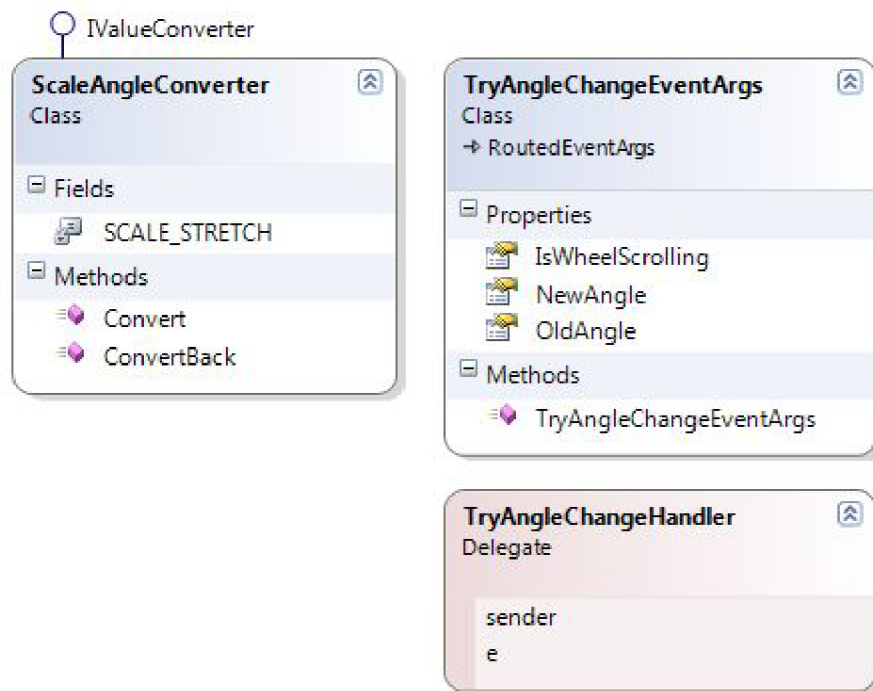 IValueConverter
ScaleAngleConverter
Class
Fields
SCALE_STRETCH
Methods
Convert
ConvertBack
TryAngleChangeEventArgs
Class
RoutedEventArgs
Properties
IsWheelScrolling
NewAngle
OldAngle
Methods
TryAngleChangeEventArgs
TryAngleChangeHandler
Delegate
sender
e